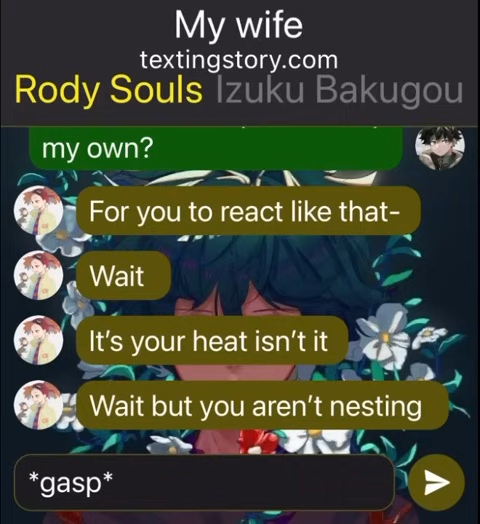 My wife
textingstory.com
Rody Souls Izuku Bakugou
my own?
For you to react like that-
Wait
It’s your heat isn’t it
Wait but you aren’t nesting
*gasp*